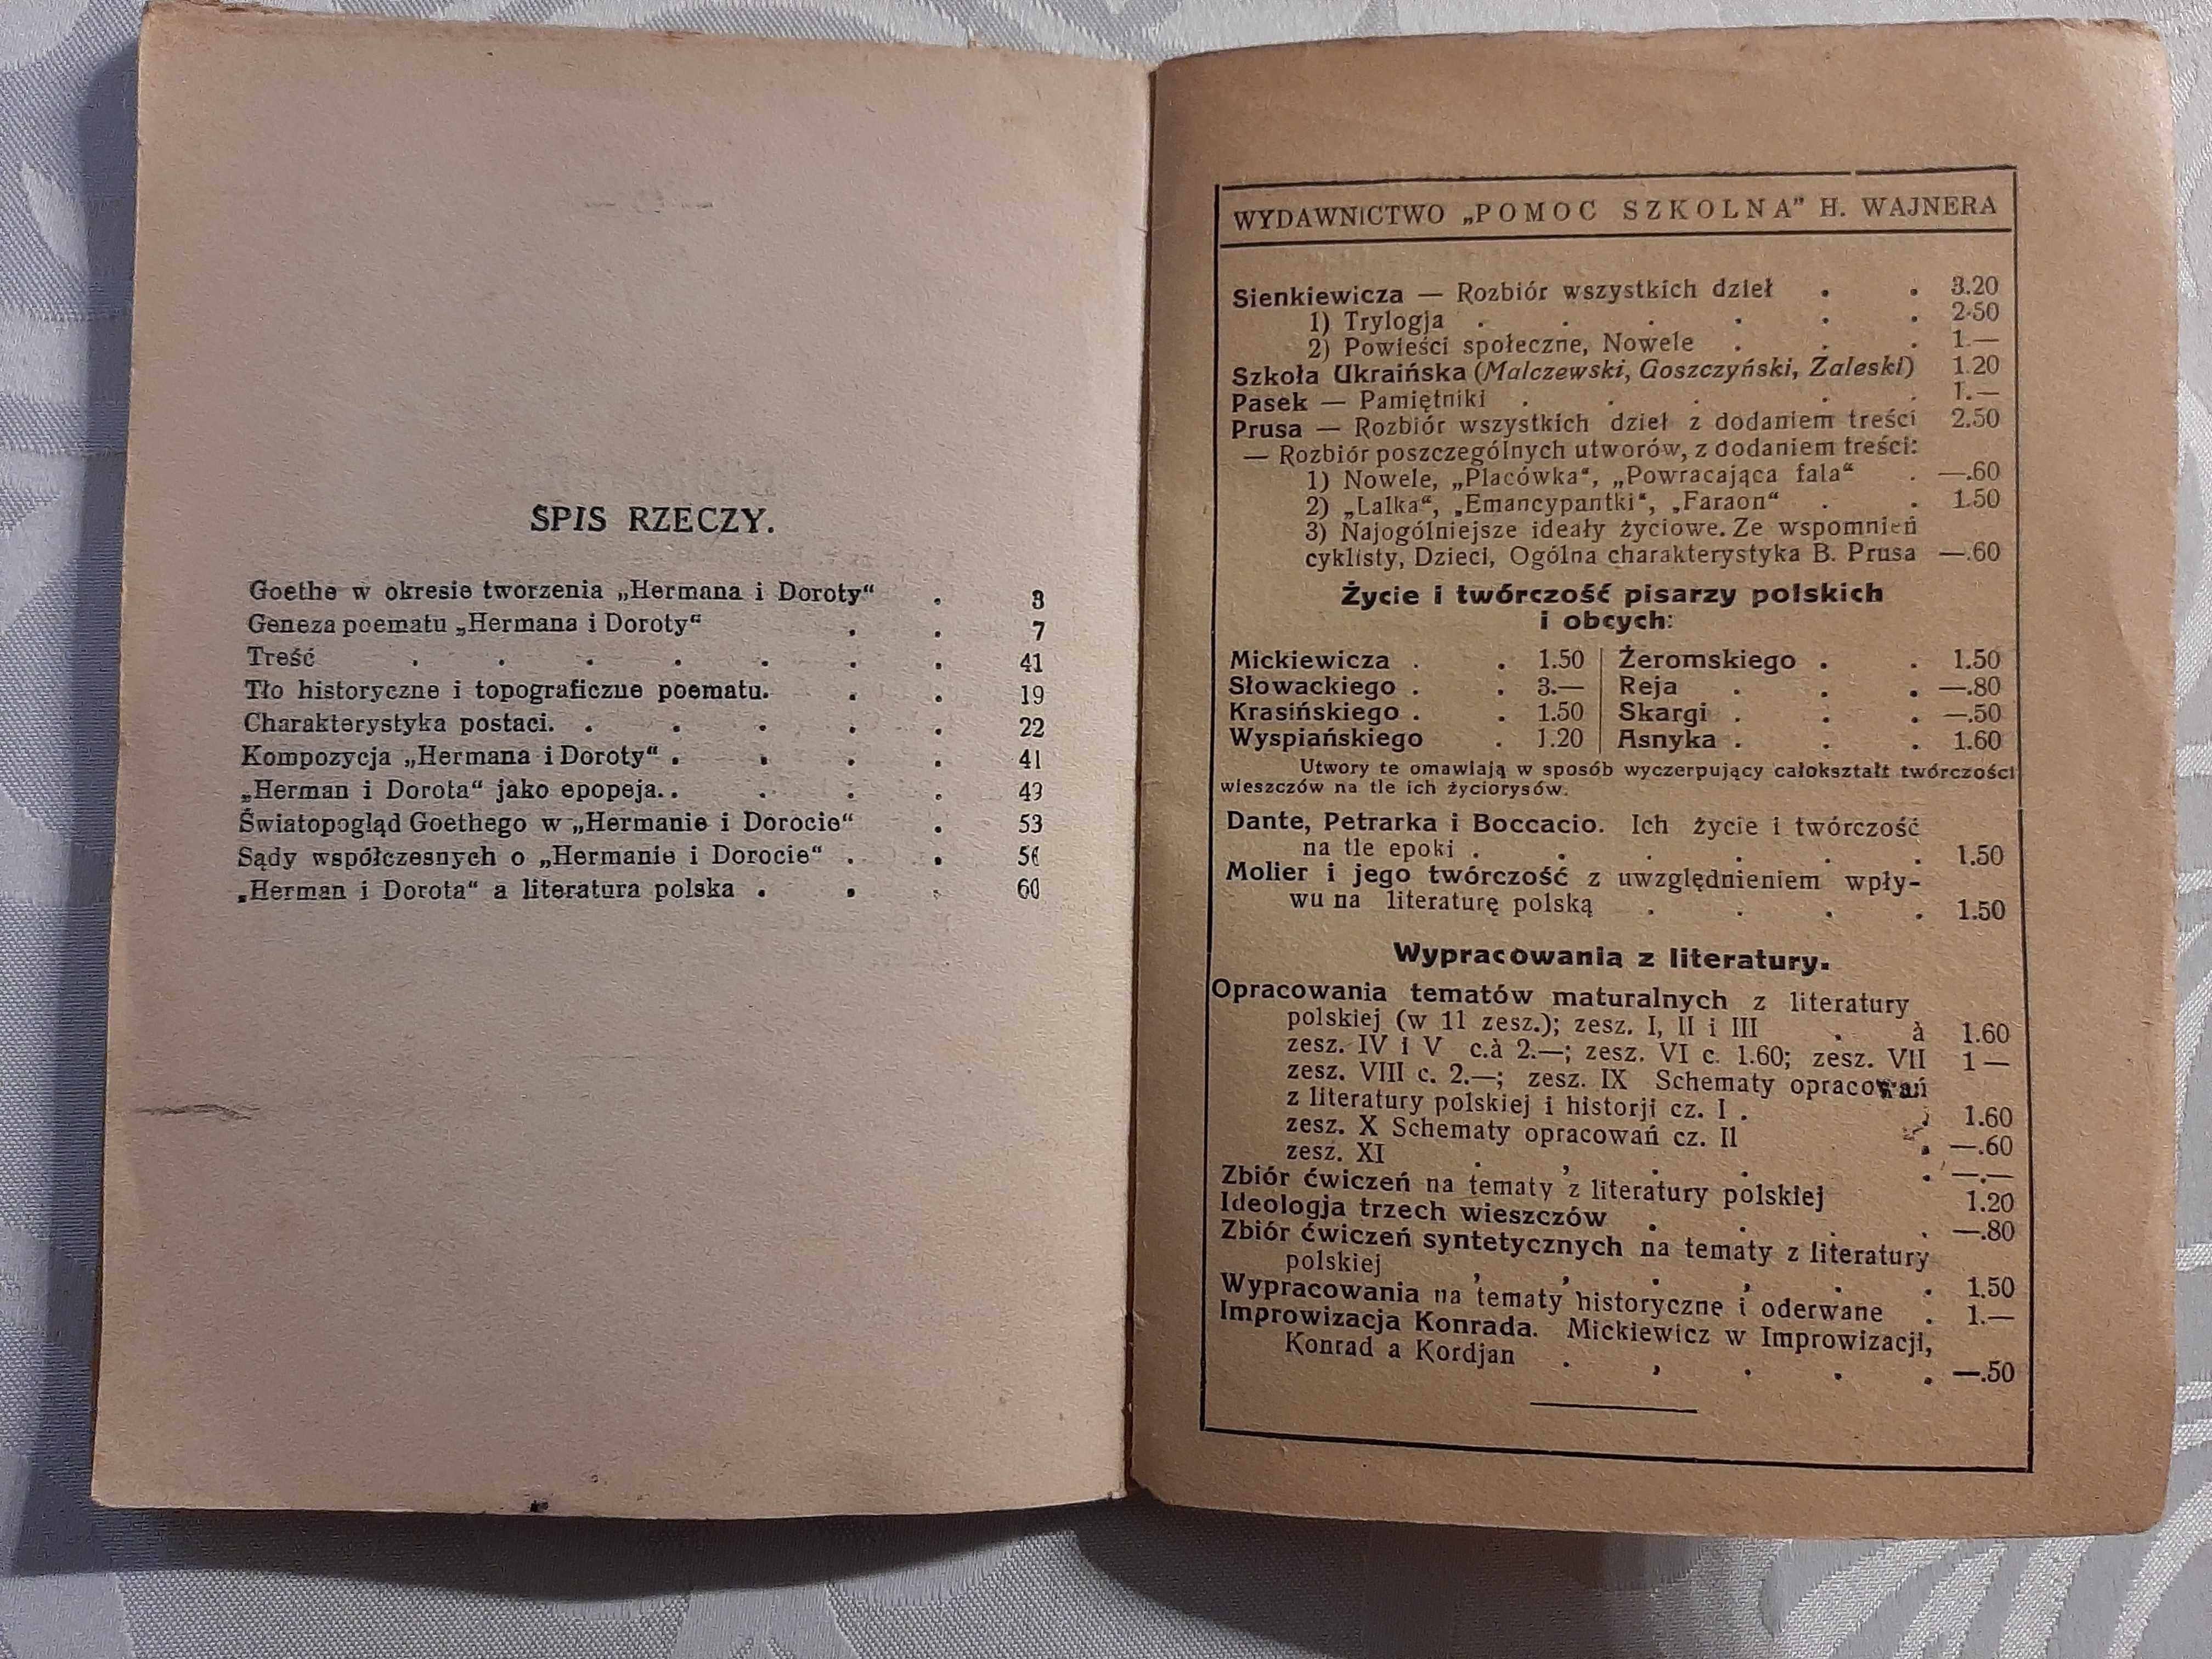 SPIS RZECZY.
Goethe w okresie tworzenia „Hermana i Doroty“ . 3
Geneza poematu „Hermana i Doroty“ . . 7
Treść . . . . . . . 41
Tło historyczne i topograficzne poematu. . . 19
Charakterystyka postaci. . . . . . 22
Kompozycja „Hermana i Doroty“ . . . . 41
„Herman i Dorota“ jako epopeja. . . . . 49
Światopogląd Goethego w „Hermanie i Dorocie“ . 53
Sądy współczesnych o „Hermanie i Dorocie“ . . 56
„Herman i Dorota“ a literatura polska . . . 60
WYDAWNICTWO „POMOC SZKOLNA” H. WAJNERA
Sienkiewicza — Rozbiór wszystkich dzieł . . 3.20
1) Trylogja . . . . . . 2·50
2) Powieści społeczne, Nowele . . . 1.—
Szkoła Ukraińska (Malczewski, Goszczyński, Zaleski) 1.20
Pasek — Pamiętniki . . . . . 1.—
Prusa — Rozbiór wszystkich dzieł z dodaniem treści 2.50
— Rozbiór poszczególnych utworów, z dodaniem treści:
1) Nowele, „Placówka“, „Powracająca fala“ . —.60
2) „Lalka“, „Emancypantki“, „Faraon“ . . 1.50
3) Najogólniejsze ideały życiowe. Ze wspomnień
cyklisty, Dzieci, Ogólna charakterystyka B. Prusa —.60
Życie i twórczość pisarzy polskich
i obcych:
Mickiewicza . . 1.50 | Żeromskiego . . 1.50
Słowackiego . . 3.— | Reja . . . —.80
Krasińskiego . . 1.50 | Skargi . . . —.50
Wyspiańskiego . 1.20 | Asnyka . . . 1.60
Utwory te omawiają w sposób wyczerpujący całokształt twórczości
wieszczów na tle ich życiorysów.
Dante, Petrarka i Boccacio. Ich życie i twórczość
na tle epoki . . . . . . 1.50
Molier i jego twórczość z uwzględnieniem wpły-
wu na literaturę polską . . . . 1.50
Wypracowania z literatury.
Opracowania tematów maturalnych z literatury
polskiej (w 11 zesz.); zesz. I, II i III . à 1.60
zesz. IV i V c.à 2.—; zesz. VI c. 1.60; zesz. VII 1 —
zesz. VIII c. 2.—; zesz. IX Schematy opracowań
z literatury polskiej i historji cz. I . . 1.60
zesz. X Schematy opracowań cz. II . —.60
zesz. XI . . . . . . —.—
Zbiór ćwiczeń na tematy z literatury polskiej 1.20
Ideologja trzech wieszczów . . . . —.80
Zbiór ćwiczeń syntetycznych na tematy z literatury
polskiej . . . . . . 1.50
Wypracowania na tematy historyczne i oderwane . 1.—
Improwizacja Konrada. Mickiewicz w Improwizacji,
Konrad a Kordjan . . . . . —.50